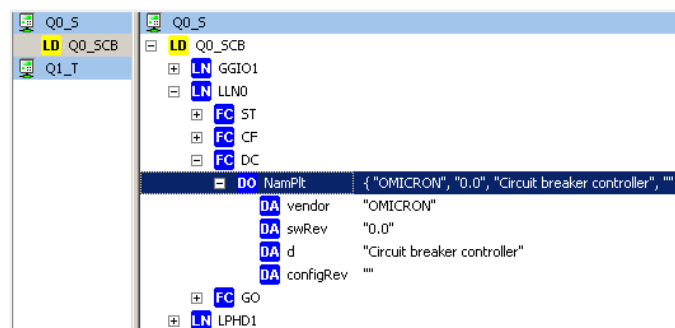 Q0_S
LD Q0_SCB
Q1_T
Q0_S
LD Q0_SCB
LN GGIO1
LN LLN0
FC ST
FC CF
FC DC
DO NamPlt { "OMICRON", "0.0", "Circuit breaker controller", ""
DA vendor "OMICRON"
DA swRev "0.0"
DA d "Circuit breaker controller"
DA configRev ""
FC GO
LN LPHD1